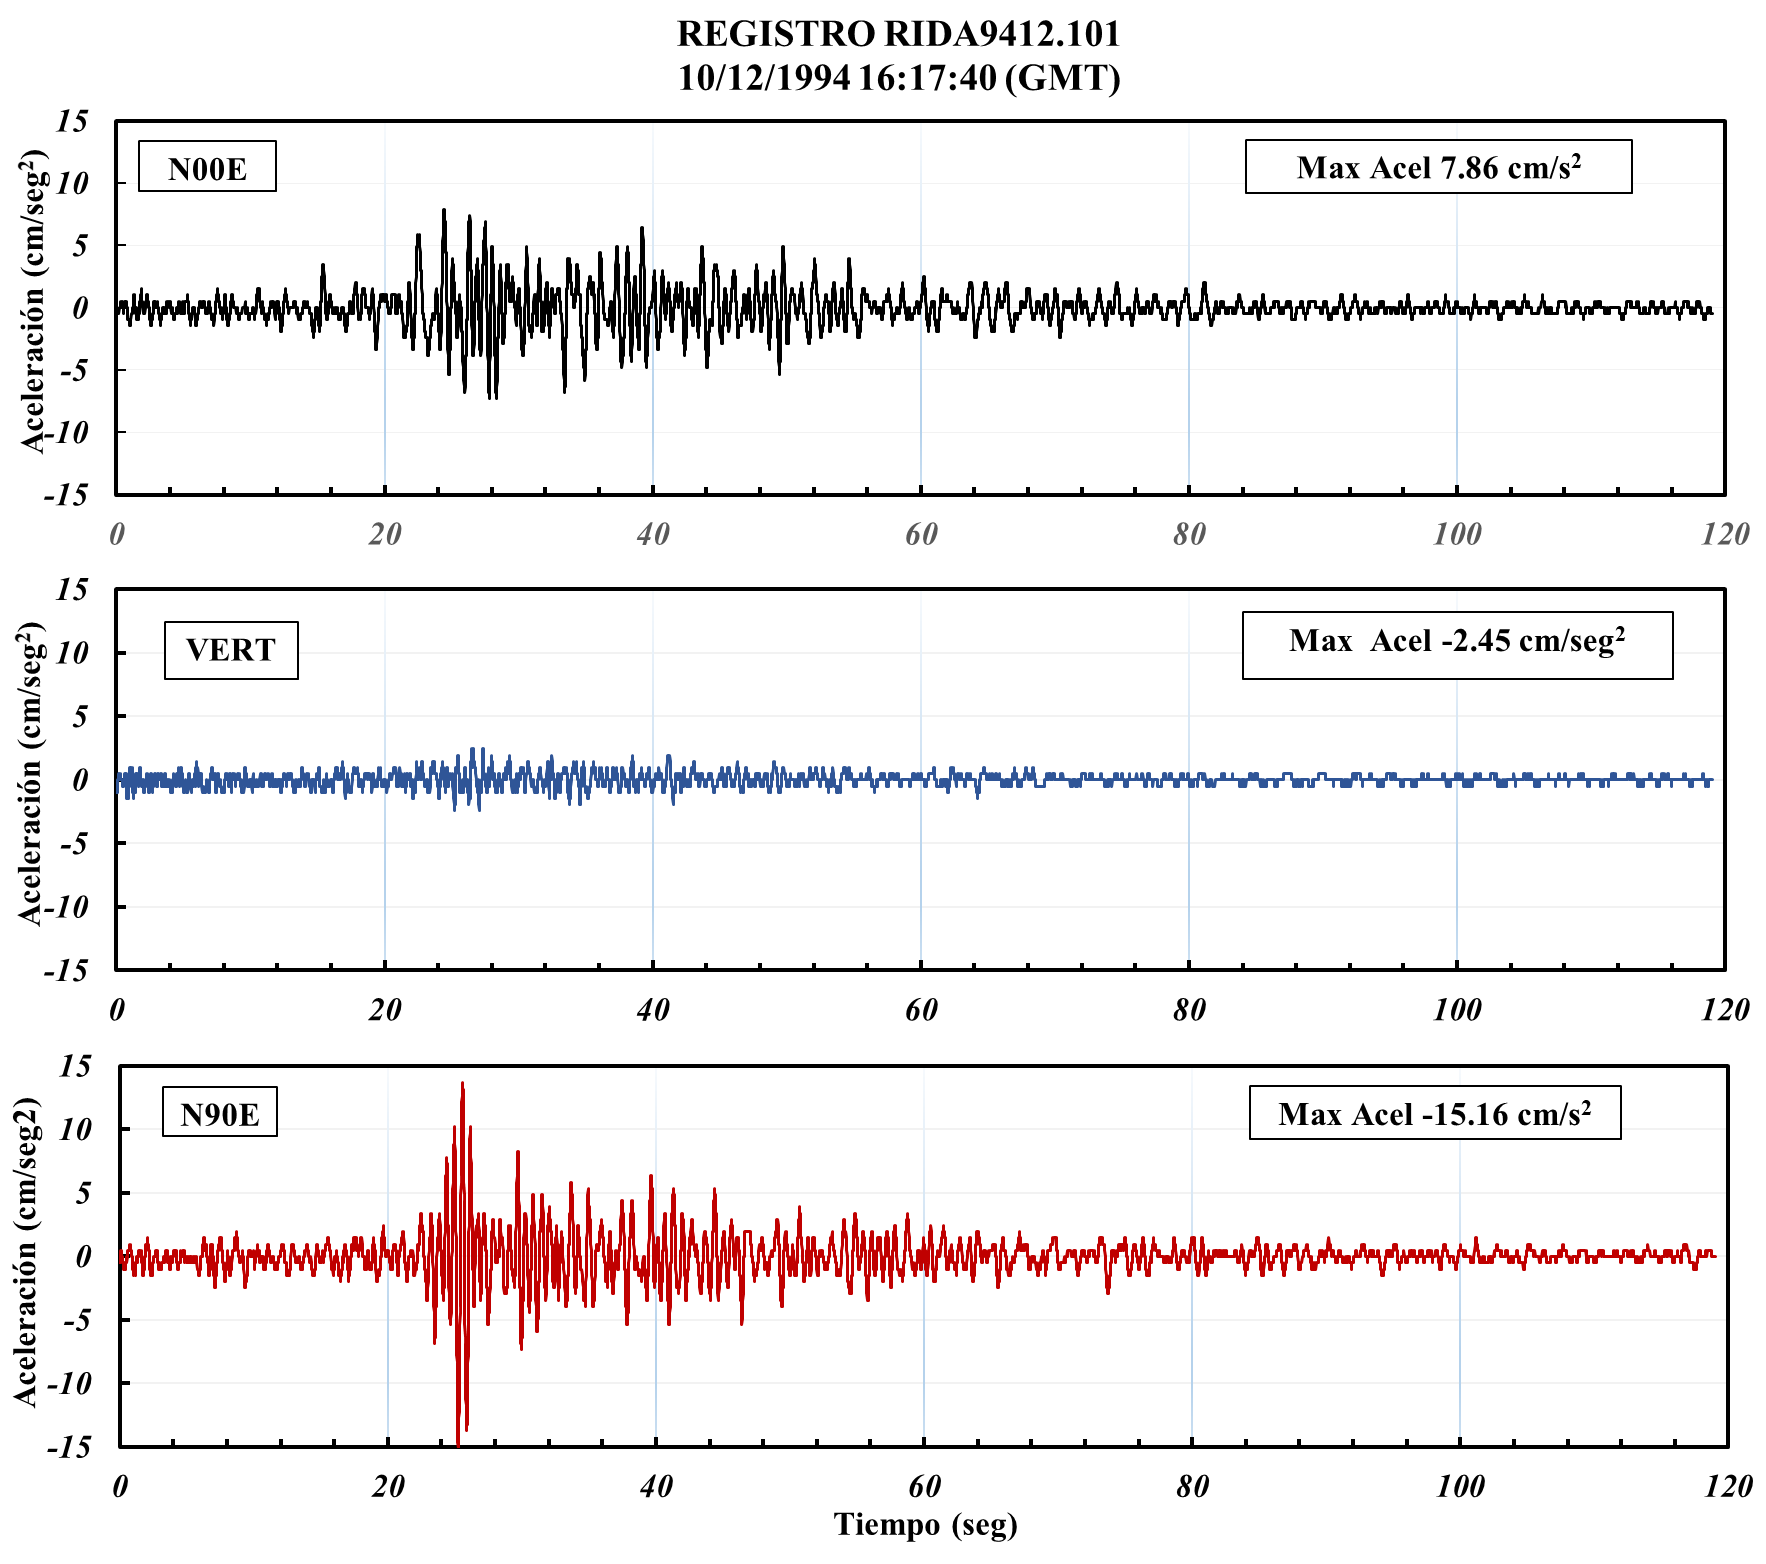 REGISTRO RIDA9412.101
10/12/1994 16:17:40 (GMT)
Aceleración (cm/seg²)
15
10
5
0
-5
-10
-15
N00E
Max Acel 7.86 cm/s²
0 20 40 60 80 100 120
Aceleración (cm/seg²)
15
10
5
0
-5
-10
-15
VERT
Max Acel -2.45 cm/seg²
0 20 40 60 80 100 120
Aceleración (cm/seg2)
15
10
5
0
-5
-10
-15
N90E
Max Acel -15.16 cm/s²
0 20 40 60 80 100 120
Tiempo (seg)